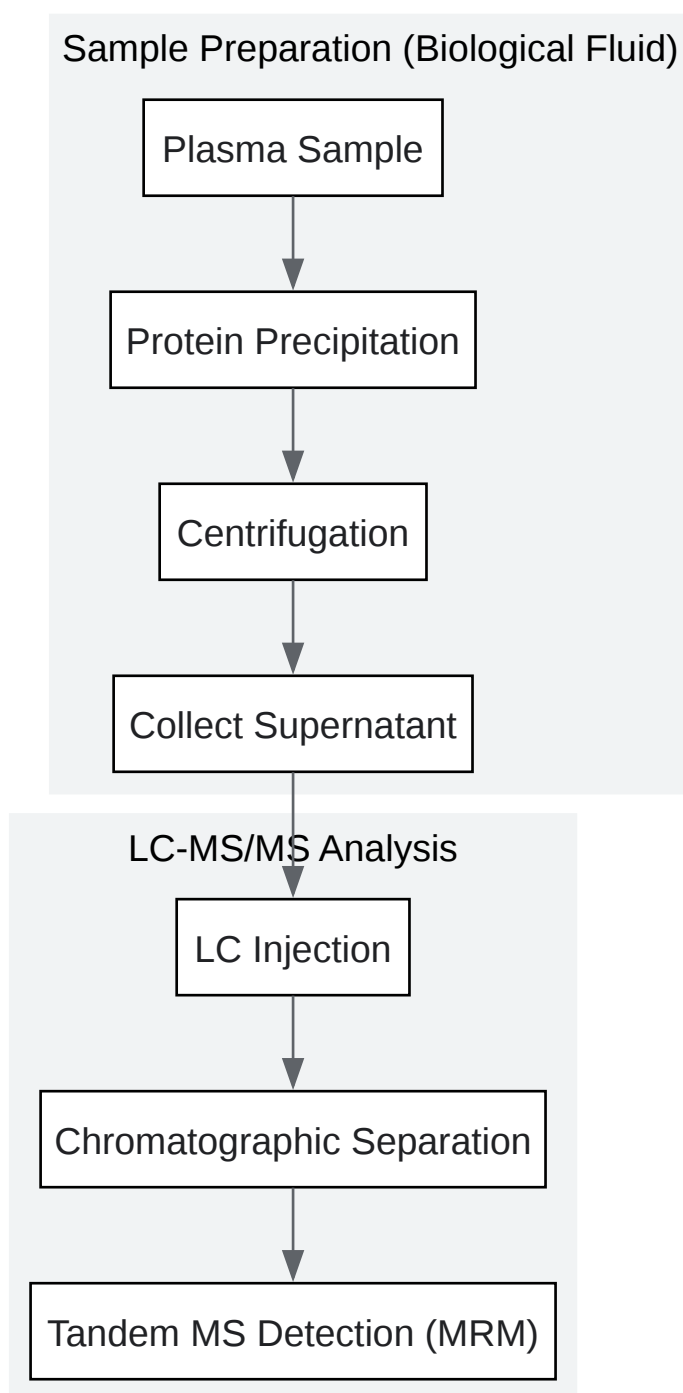 Sample Preparation (Biological Fluid)
Plasma Sample
Protein Precipitation
Centrifugation
Collect Supernatant
LC-MS/MS Analysis
LC Injection
Chromatographic Separation
Tandem MS Detection (MRM)